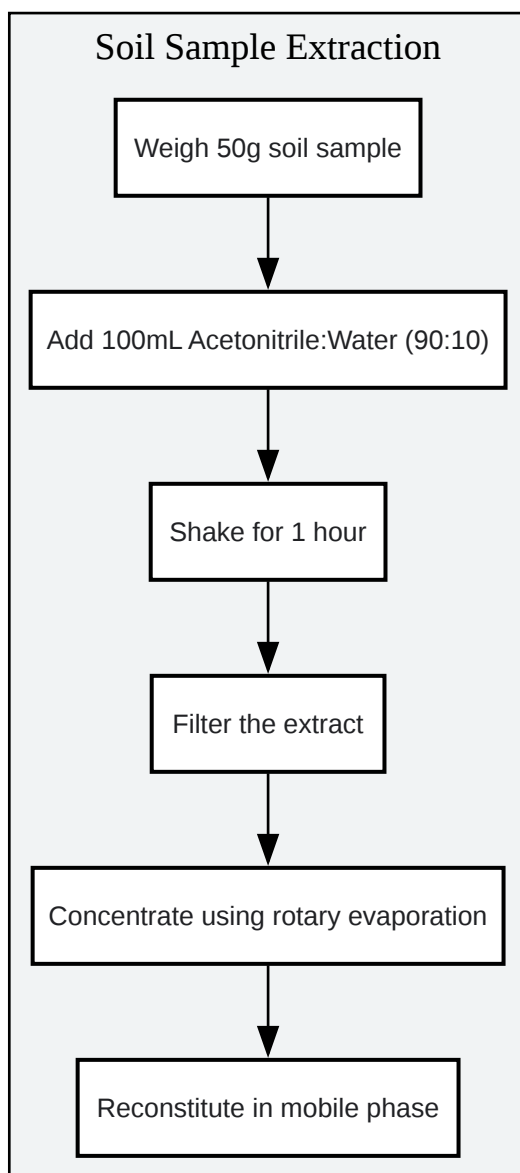 Soil Sample Extraction
Weigh 50g soil sample
Add 100mL Acetonitrile:Water (90:10)
Shake for 1 hour
Filter the extract
Concentrate using rotary evaporation
Reconstitute in mobile phase